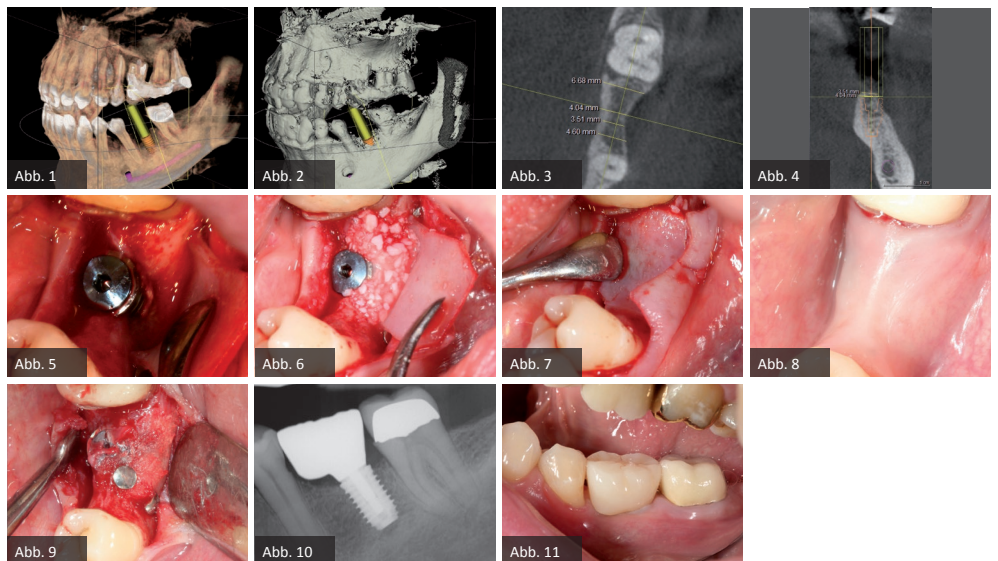 Abb. 1
Abb. 2
6.68 mm
4.04 mm
3.51 mm
4.60 mm
Abb. 3
Abb. 4
Abb. 5
Abb. 6
Abb. 7
Abb. 8
Abb. 9
Abb. 10
Abb. 11